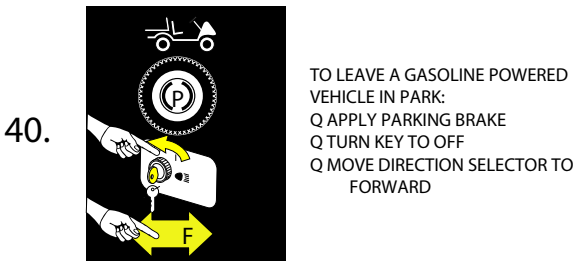 40.
P
F
TO LEAVE A GASOLINE POWERED
VEHICLE IN PARK:
Q APPLY PARKING BRAKE
Q TURN KEY TO OFF
Q MOVE DIRECTION SELECTOR TO
FORWARD